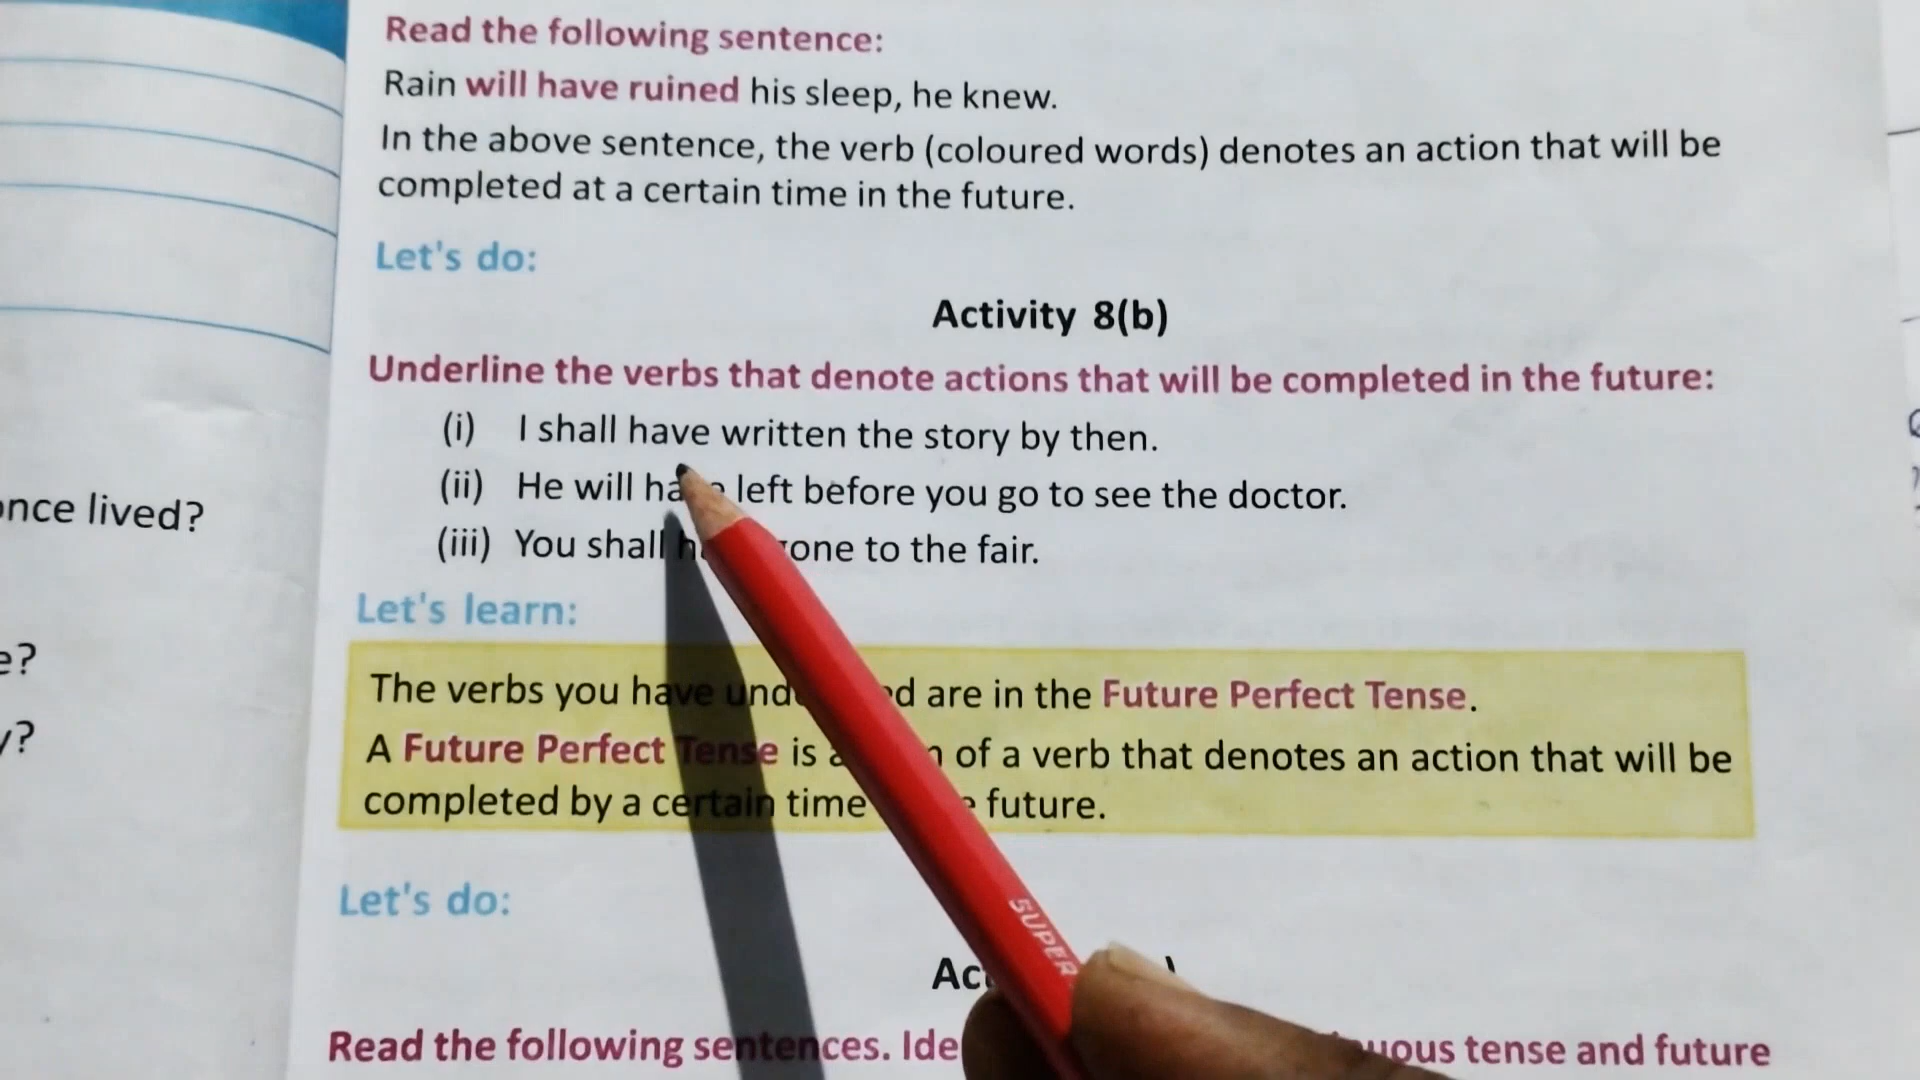 Read the following sentence:
Rain will have ruined his sleep, he knew.
In the above sentence, the verb (coloured words) denotes an action that will be
completed at a certain time in the future.
Let's do:
Activity 8(b)
Underline the verbs that denote actions that will be completed in the future:
(i) I shall have written the story by then.
(ii) He will have left before you go to see the doctor.
(iii) You shall to the fair.
nce lived?
Let's learn:
e?
The verbs you have are in the Future Perfect Tense.
y?
A Future Perfect Tense is of a verb that denotes an action that will be
completed by a certain time future.
Let's do:
Read the following sentences. tense and future
SUPER